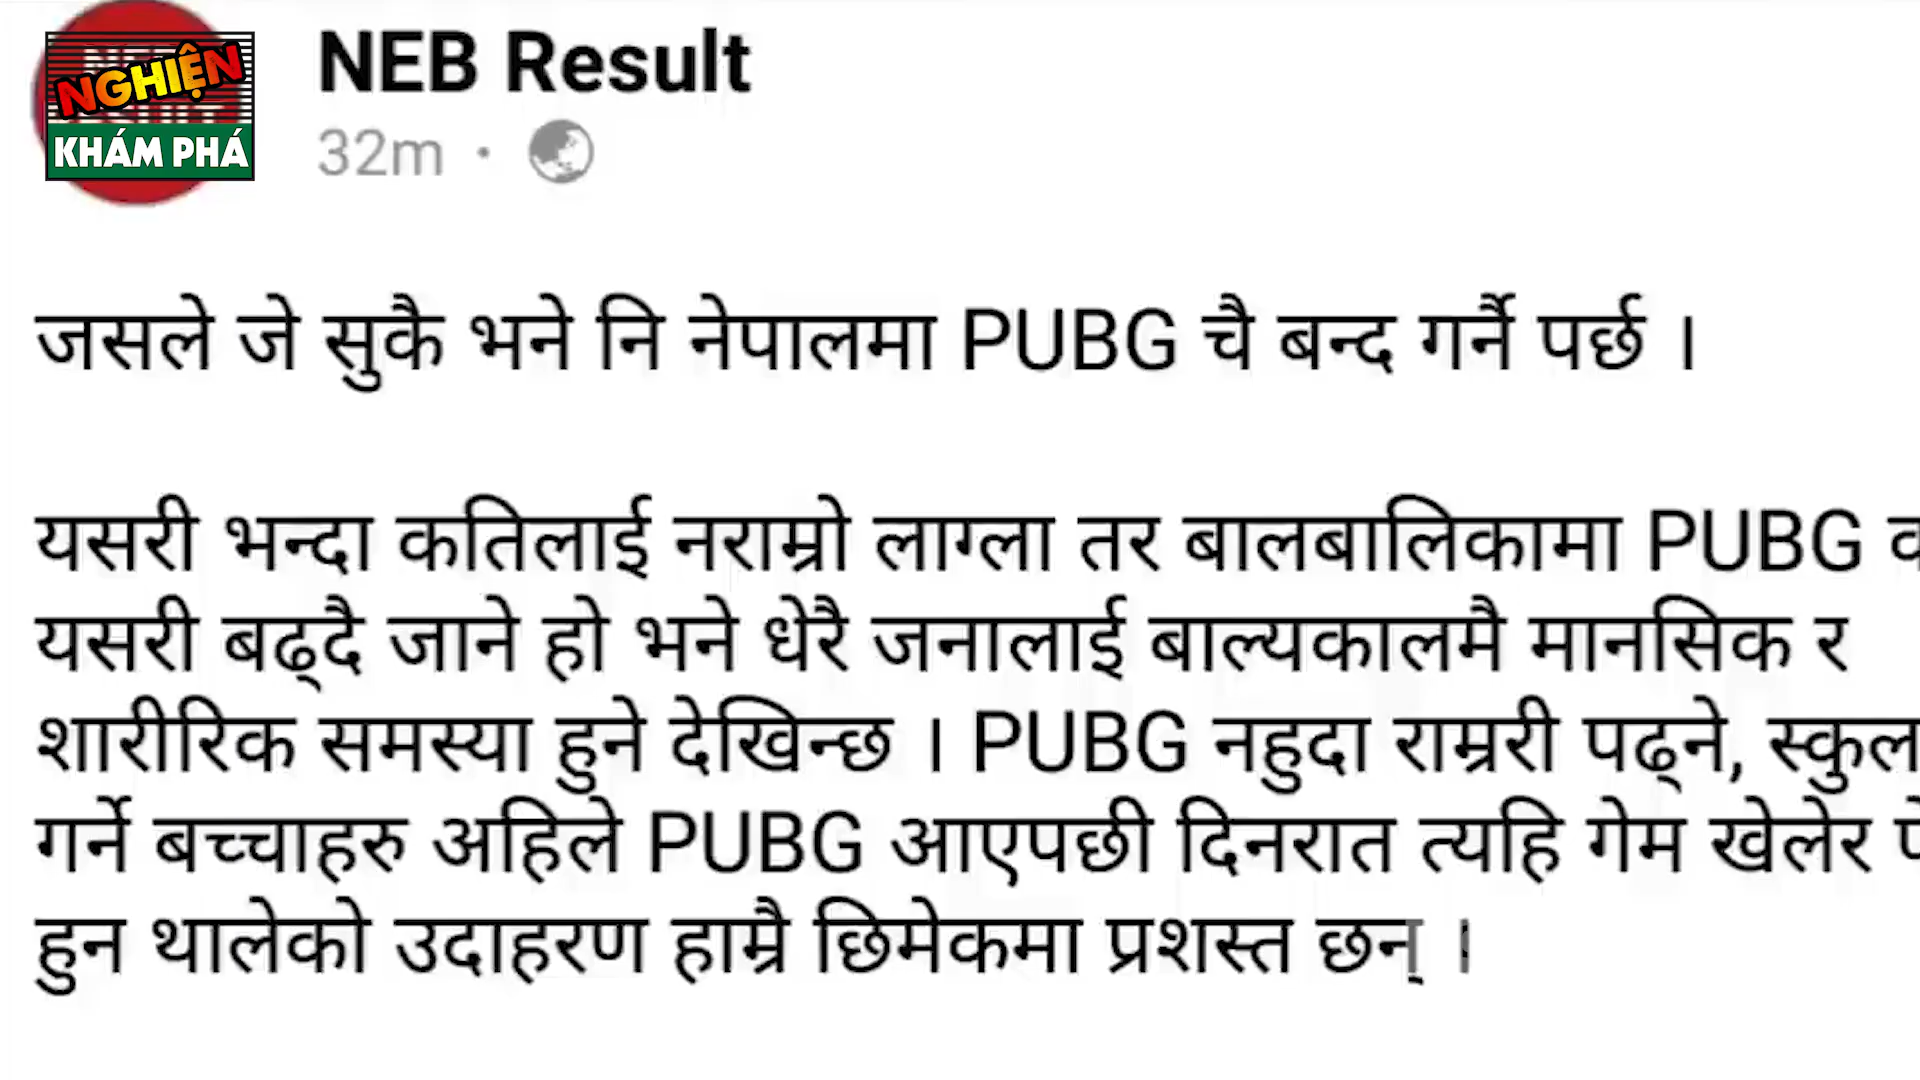 NGHIỆN
KHÁM PHÁ
NEB Result
32m ·
जसले जे सुकै भने नि नेपालमा PUBG चै बन्द गर्नै पर्छ ।
यसरी भन्दा कतिलाई नराम्रो लाग्ला तर बालबालिकामा PUBG
यसरी बढ्दै जाने हो भने धेरै जनालाई बाल्यकालमै मानसिक र
शारीरिक समस्या हुने देखिन्छ । PUBG नहुदा राम्ररी पढ्ने, स्कुल
गर्ने बच्चाहरु अहिले PUBG आएपछी दिनरात त्यहि गेम खेलेर
हुन थालेको उदाहरण हाम्रै छिमेकमा प्रशस्त छन् ।